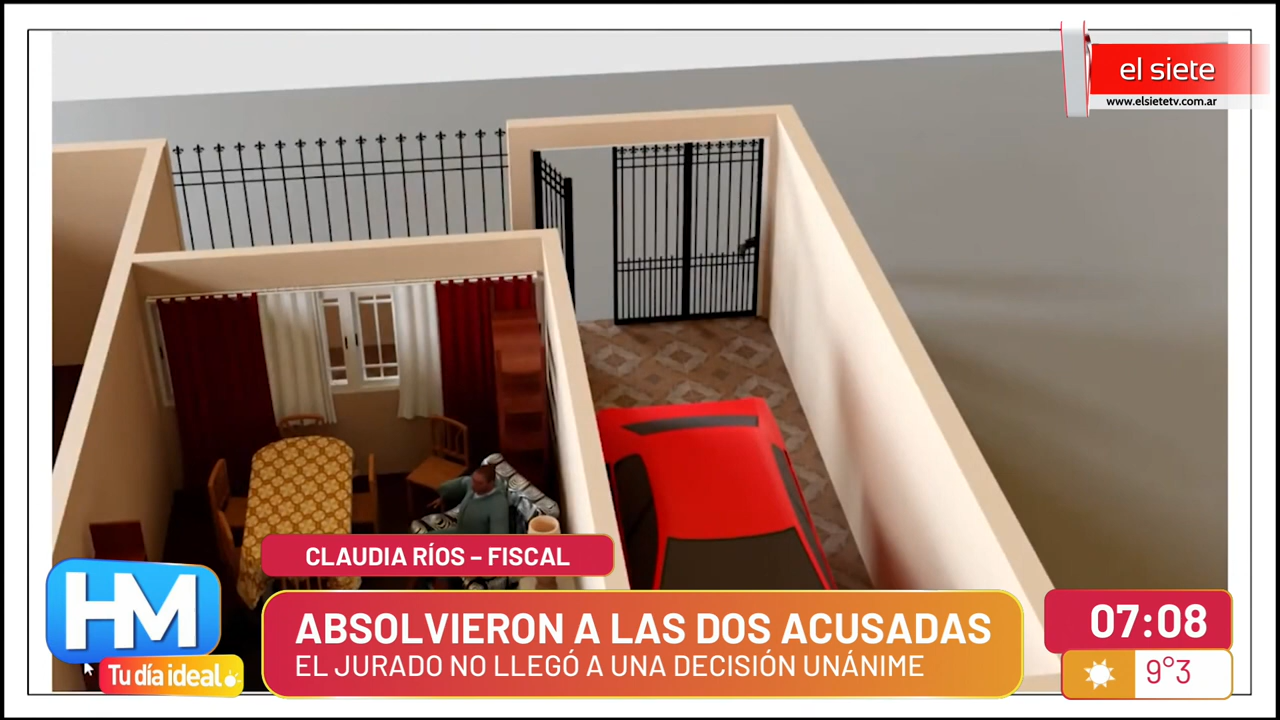 el siete
www.elsietetv.com.ar
CLAUDIA RÍOS – FISCAL
HM
Tu día ideal
ABSOLVIERON A LAS DOS ACUSADAS
EL JURADO NO LLEGÓ A UNA DECISIÓN UNÁNIME
07:08
9°3